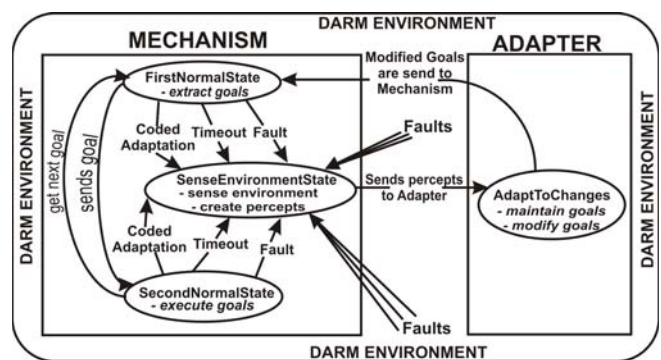 DARM ENVIRONMENT
MECHANISM
ADAPTER
DARM ENVIRONMENT
get next goal
sends goal
FirstNormalState
- extract goals
Modified Goals
are send to
Mechanism
Coded
Adaptation
Timeout
Fault
Faults
SenseEnvironmentState
- sense environment
- create percepts
Sends percepts
to Adapter
AdaptToChanges
- maintain goals
- modify goals
Coded
Adaptation
Timeout
Fault
SecondNormalState
- execute goals
Faults
DARM ENVIRONMENT
DARM ENVIRONMENT